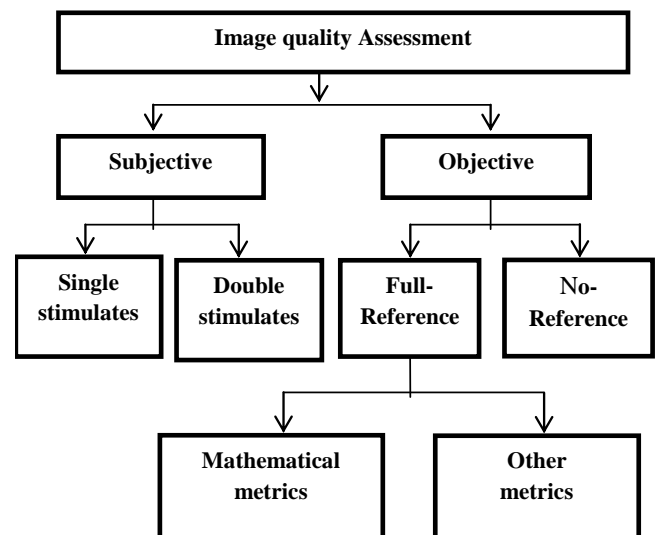 Image quality Assessment
Subjective
Objective
Single
stimulates
Double
stimulates
Full-
Reference
No-
Reference
Mathematical
metrics
Other
metrics